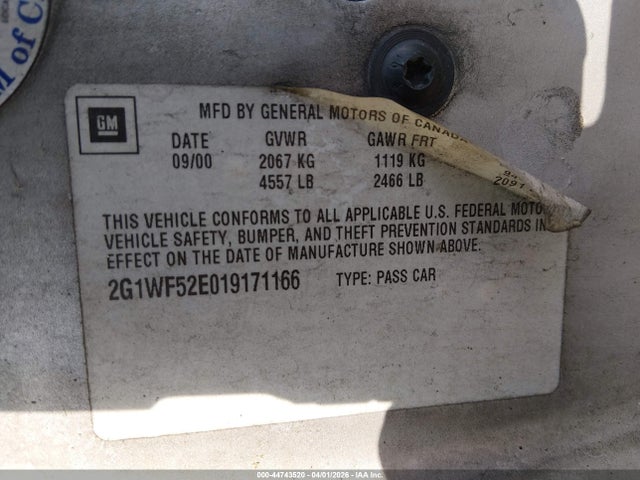 M of C
GM
MFD BY GENERAL MOTORS OF CANADA
DATE GVWR GAWR FRT
09/00 2067 KG 1119 KG
4557 LB 2466 LB
2091
THIS VEHICLE CONFORMS TO ALL APPLICABLE U.S. FEDERAL MOTO
VEHICLE SAFETY, BUMPER, AND THEFT PREVENTION STANDARDS IN
EFFECT ON THE DATE OF MANUFACTURE SHOWN ABOVE.
2G1WF52E019171166 TYPE: PASS CAR
000-44743520 04/01/2026 IAA Inc.